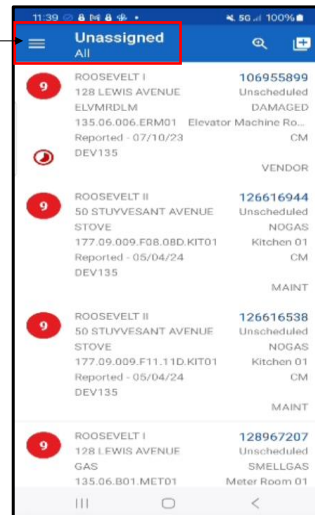 11:39 5G 100%
Unassigned
All
9 ROOSEVELT I 106955899
128 LEWIS AVENUE Unscheduled
ELVMRDLM DAMAGED
135.06.006.ERM01 Elevator Machine Ro...
Reported - 07/10/23 CM
DEV135
VENDOR
9 ROOSEVELT II 126616944
50 STUYVESANT AVENUE Unscheduled
STOVE NOGAS
177.09.009.F08.08D.KIT01 Kitchen 01
Reported - 05/04/24 CM
DEV135
MAINT
9 ROOSEVELT II 126616538
50 STUYVESANT AVENUE Unscheduled
STOVE NOGAS
177.09.009.F11.11D.KIT01 Kitchen 01
Reported - 05/04/24 CM
DEV135
MAINT
9 ROOSEVELT I 128967207
128 LEWIS AVENUE Unscheduled
GAS SMELLGAS
135.06.B01.MET01 Meter Room 01